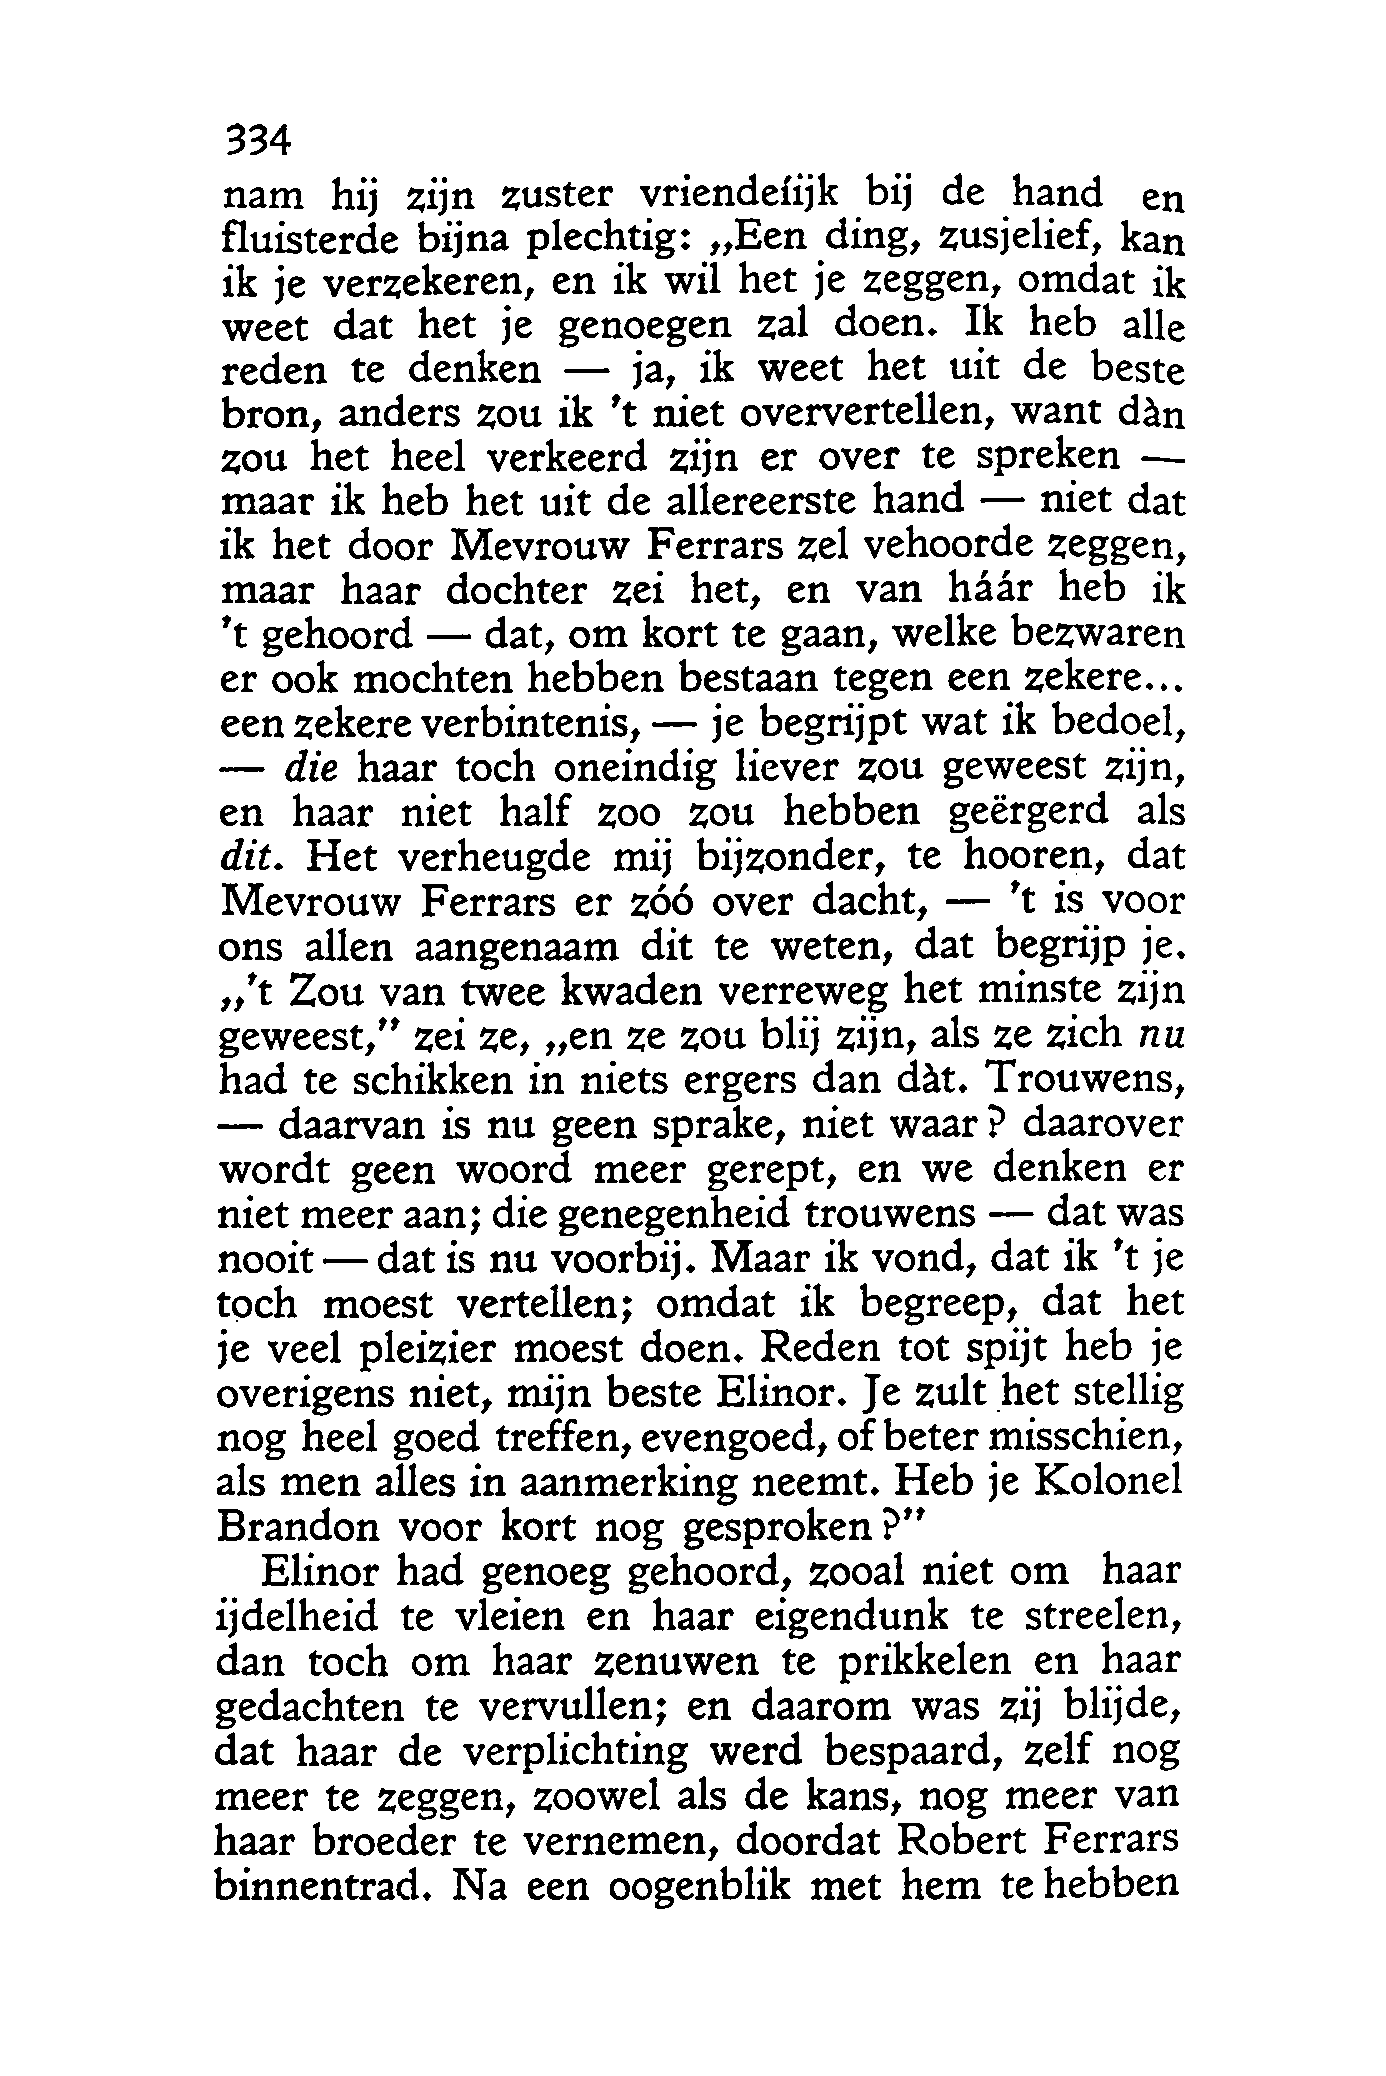 334
nam hij zijn zuster vriendelijk bij de hand en
fluisterde bijna plechtig: „Een ding, zusjelief, kan
ik je verzekeren, en ik wil het je zeggen, omdat ik
weet dat het je genoegen zal doen. Ik heb alle
reden te denken — ja, ik weet het uit de beste
bron, anders zou ik 't niet oververtellen, want dàn
zou het heel verkeerd zijn er over te spreken —
maar ik heb het uit de allereerste hand — niet dat
ik het door Mevrouw Ferrars zel vehoorde zeggen,
maar haar dochter zei het, en van háár heb ik
't gehoord — dat, om kort te gaan, welke bezwaren
er ook mochten hebben bestaan tegen een zekere...
een zekere verbintenis, — je begrijpt wat ik bedoel,
— die haar toch oneindig liever zou geweest zijn,
en haar niet half zoo zou hebben geërgerd als
dit. Het verheugde mij bijzonder, te hooren, dat
Mevrouw Ferrars er zóó over dacht, — 't is voor
ons allen aangenaam dit te weten, dat begrijp je.
„'t Zou van twee kwaden verreweg het minste zijn
geweest,” zei ze, „en ze zou blij zijn, als ze zich nu
had te schikken in niets ergers dan dàt. Trouwens,
— daarvan is nu geen sprake, niet waar? daarover
wordt geen woord meer gerept, en we denken er
niet meer aan; die genegenheid trouwens — dat was
nooit — dat is nu voorbij. Maar ik vond, dat ik 't je
toch moest vertellen; omdat ik begreep, dat het
je veel pleizier moest doen. Reden tot spijt heb je
overigens niet, mijn beste Elinor. Je zult het stellig
nog heel goed treffen, evengoed, of beter misschien,
als men alles in aanmerking neemt. Heb je Kolonel
Brandon voor kort nog gesproken?”
Elinor had genoeg gehoord, zooal niet om haar
ijdelheid te vleien en haar eigendunk te streelen,
dan toch om haar zenuwen te prikkelen en haar
gedachten te vervullen; en daarom was zij blijde,
dat haar de verplichting werd bespaard, zelf nog
meer te zeggen, zoowel als de kans, nog meer van
haar broeder te vernemen, doordat Robert Ferrars
binnentrad. Na een oogenblik met hem te hebben